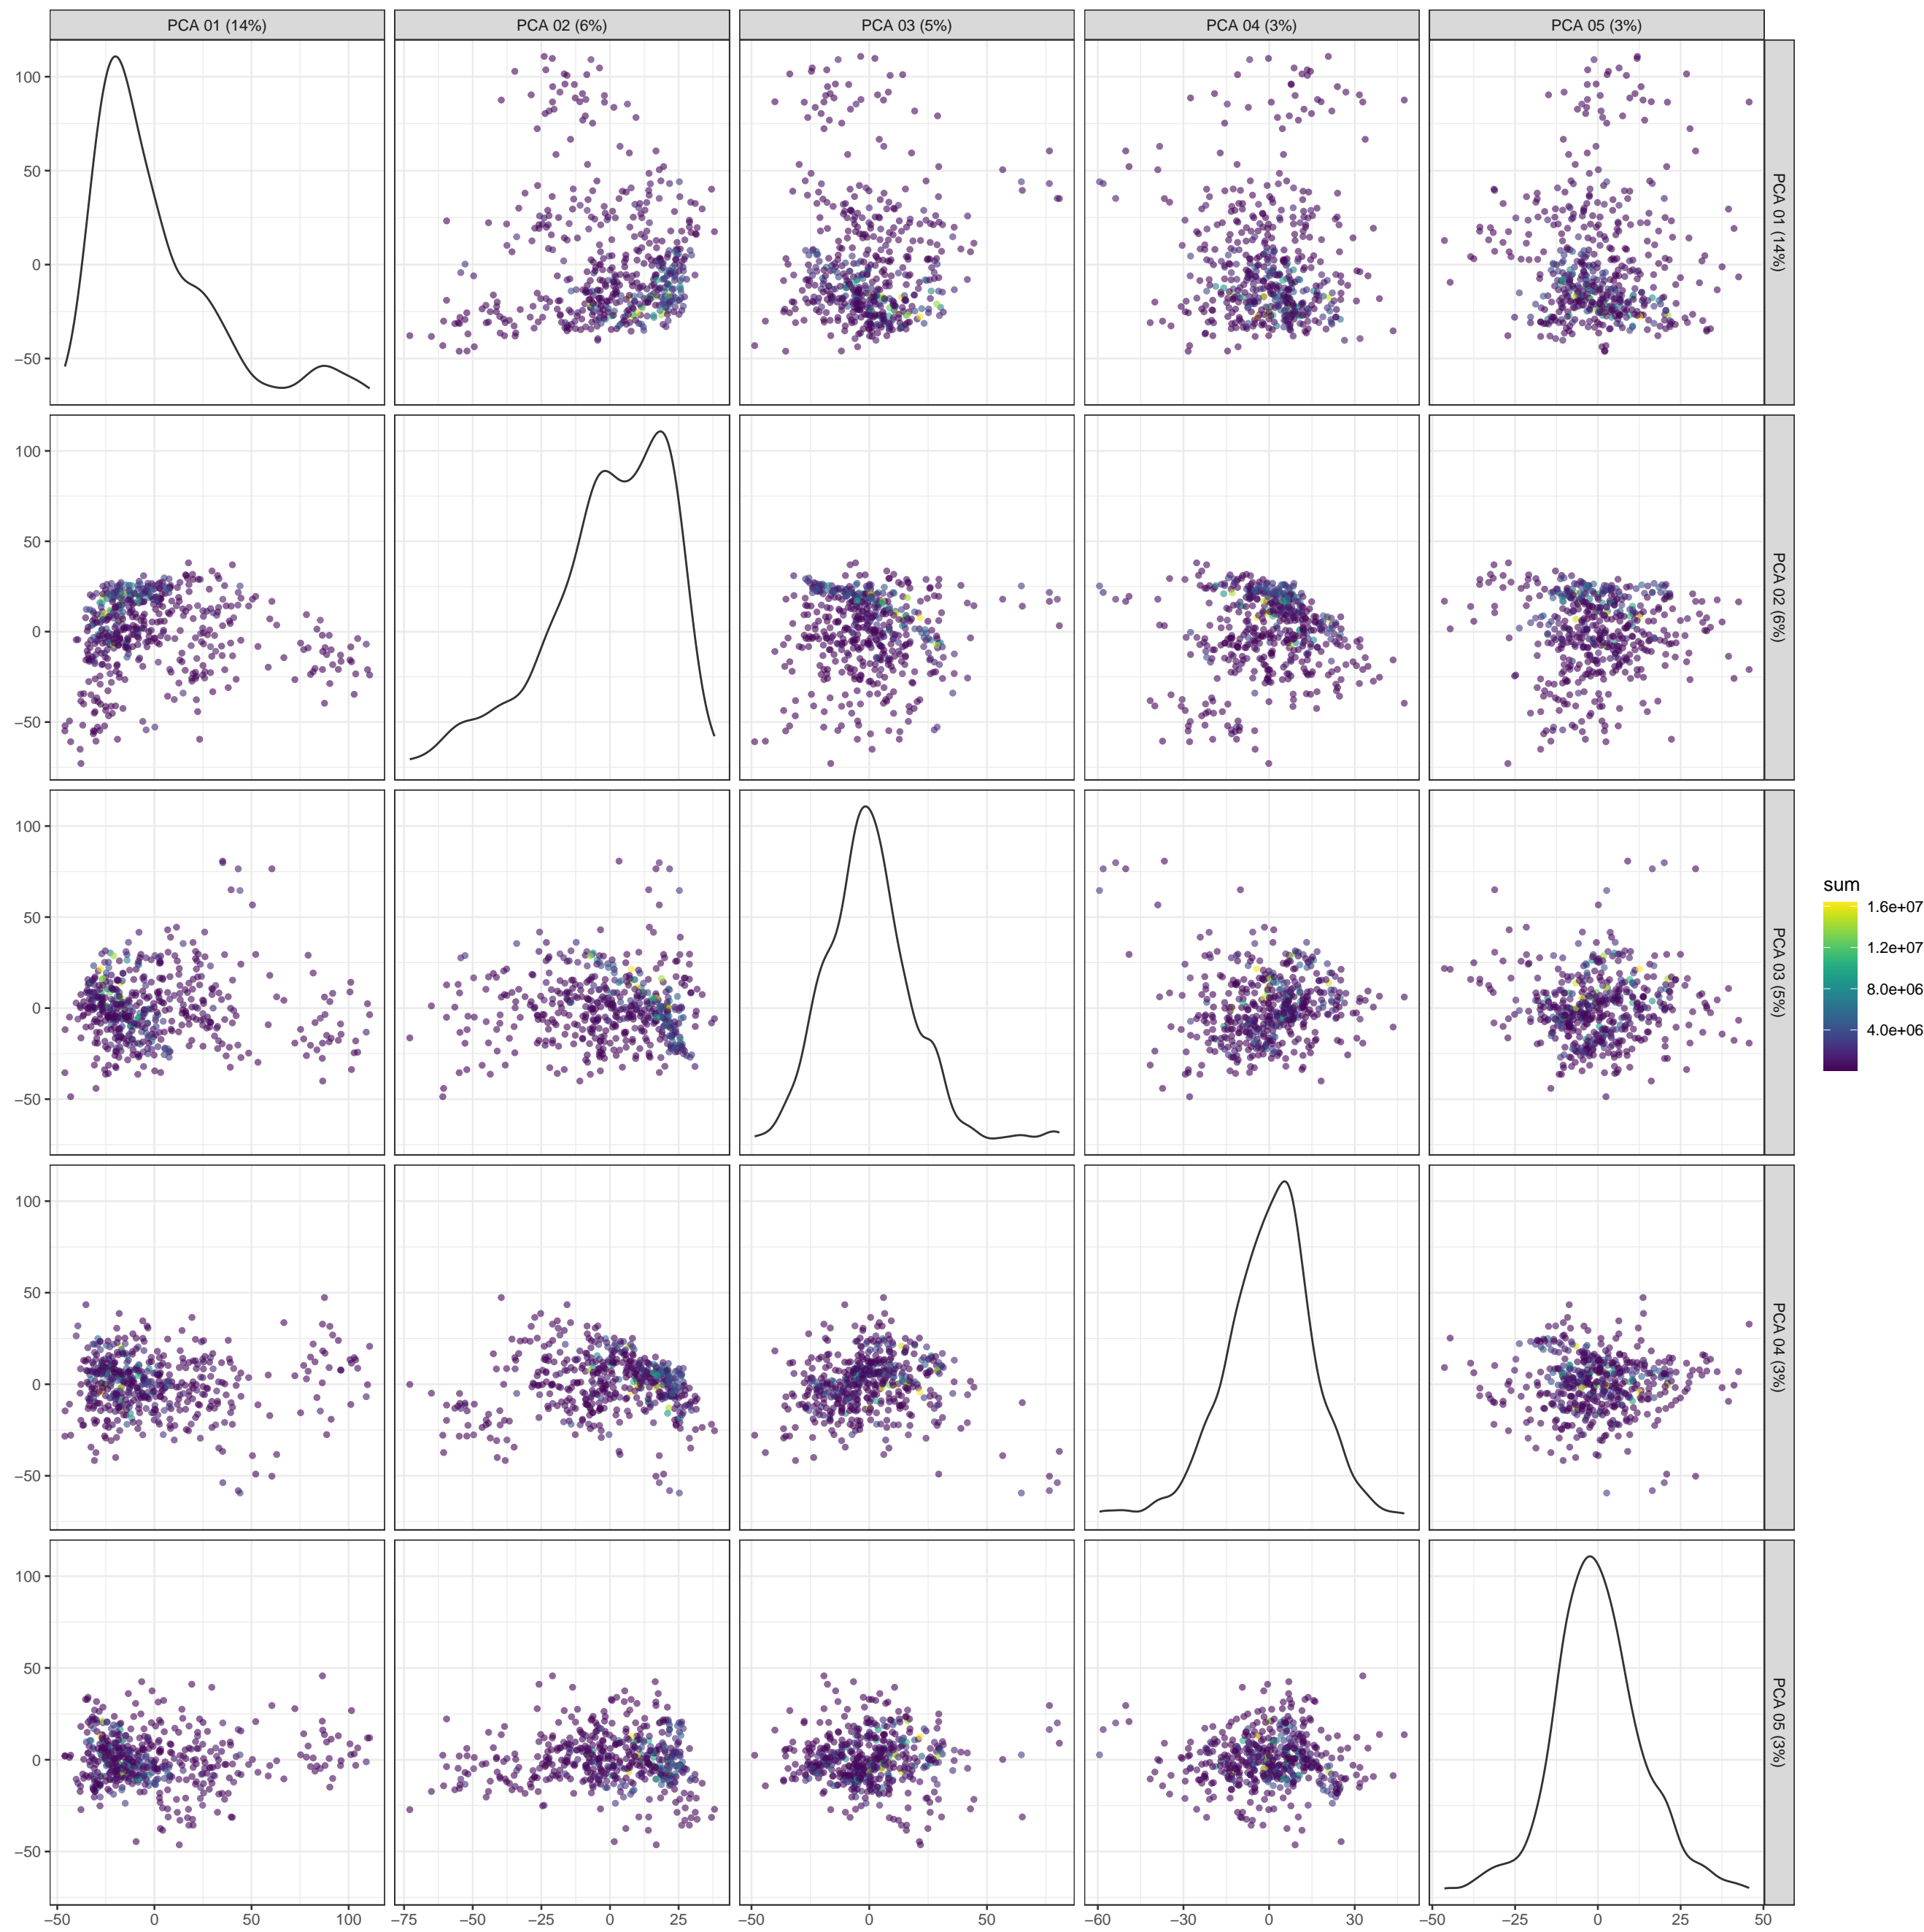 PCA 01 (14%) PCA 02 (6%) PCA 03 (5%) PCA 04 (3%) PCA 05 (3%)
100
50
0
−50
PCA 01 (14%)
100
50
0
−50
PCA 02 (6%)
100
50
0
−50
PCA 03 (5%)
sum
1.6e+07
1.2e+07
8.0e+06
4.0e+06
100
50
0
−50
PCA 04 (3%)
100
50
0
−50
PCA 05 (3%)
−50 0 50 100 −75 −50 −25 0 25 −50 0 50 −60 −30 0 30 −50 −25 0 25 50